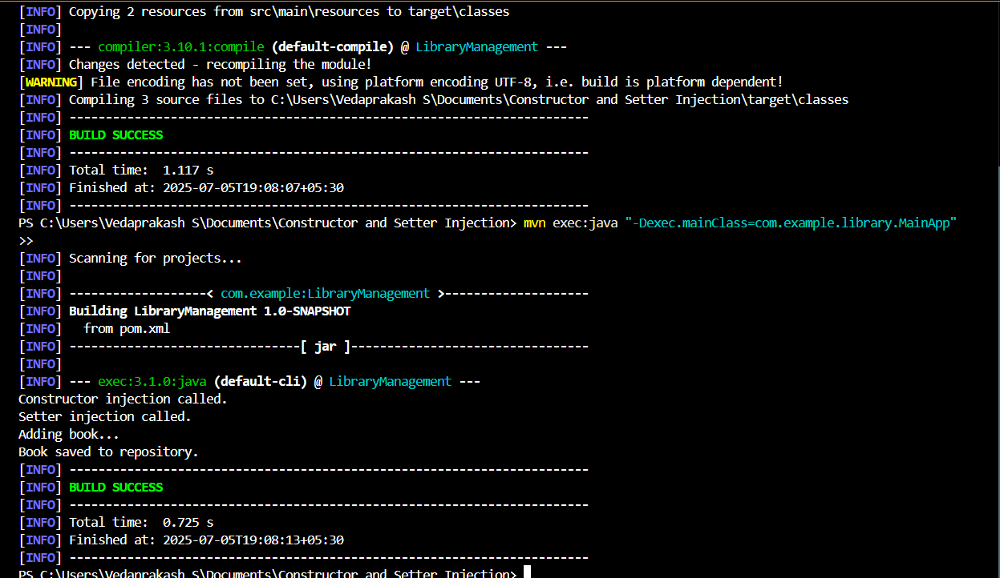 [INFO] Copying 2 resources from src\main\resources to target\classes
[INFO]
[INFO] --- compiler:3.10.1:compile (default-compile) @ LibraryManagement ---
[INFO] Changes detected - recompiling the module!
[WARNING] File encoding has not been set, using platform encoding UTF-8, i.e. build is platform dependent!
[INFO] Compiling 3 source files to C:\Users\Vedaprakash S\Documents\Constructor and Setter Injection\target\classes
[INFO] ------------------------------------------------------------------------
[INFO] BUILD SUCCESS
[INFO] ------------------------------------------------------------------------
[INFO] Total time:  1.117 s
[INFO] Finished at: 2025-07-05T19:08:07+05:30
[INFO] ------------------------------------------------------------------------
PS C:\Users\Vedaprakash S\Documents\Constructor and Setter Injection> mvn exec:java "-Dexec.mainClass=com.example.library.MainApp"
>>
[INFO] Scanning for projects...
[INFO]
[INFO] -------------------< com.example:LibraryManagement >--------------------
[INFO] Building LibraryManagement 1.0-SNAPSHOT
[INFO]   from pom.xml
[INFO] --------------------------------[ jar ]---------------------------------
[INFO]
[INFO] --- exec:3.1.0:java (default-cli) @ LibraryManagement ---
Constructor injection called.
Setter injection called.
Adding book...
Book saved to repository.
[INFO] ------------------------------------------------------------------------
[INFO] BUILD SUCCESS
[INFO] ------------------------------------------------------------------------
[INFO] Total time:  0.725 s
[INFO] Finished at: 2025-07-05T19:08:13+05:30
[INFO] ------------------------------------------------------------------------
PS C:\Users\Vedaprakash S\Documents\Constructor and Setter Injection>